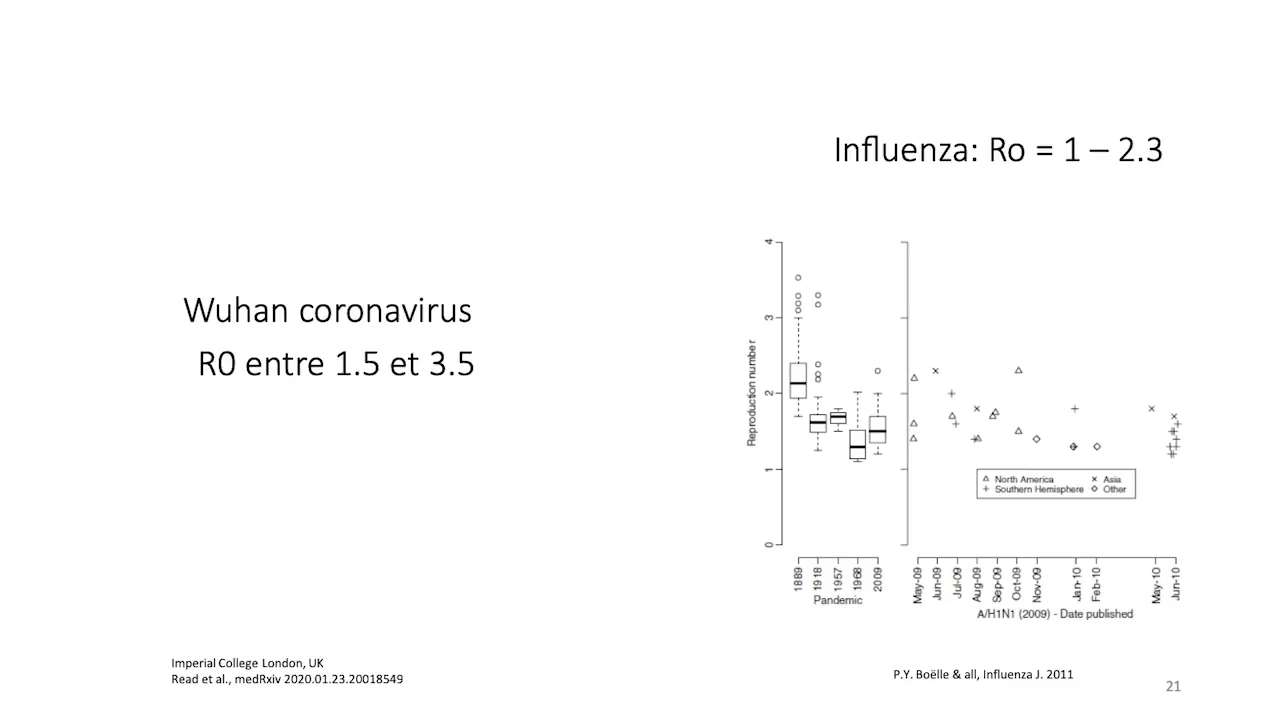 Influenza: Ro = 1 – 2.3
Wuhan coronavirus
R0 entre 1.5 et 3.5
Reproduction number
4
3
2
1
0
North America
Asia
Southern Hemisphere
Other
1889
1918
1957
1968
2009
Pandemic
May-09
Jun-09
Jul-09
Aug-09
Sep-09
Oct-09
Nov-09
Jan-10
Feb-10
May-10
Jun-10
A/H1N1 (2009) - Date published
Imperial College London, UK
Read et al., medRxiv 2020.01.23.20018549
P.Y. Boëlle & all, Influenza J. 2011
21